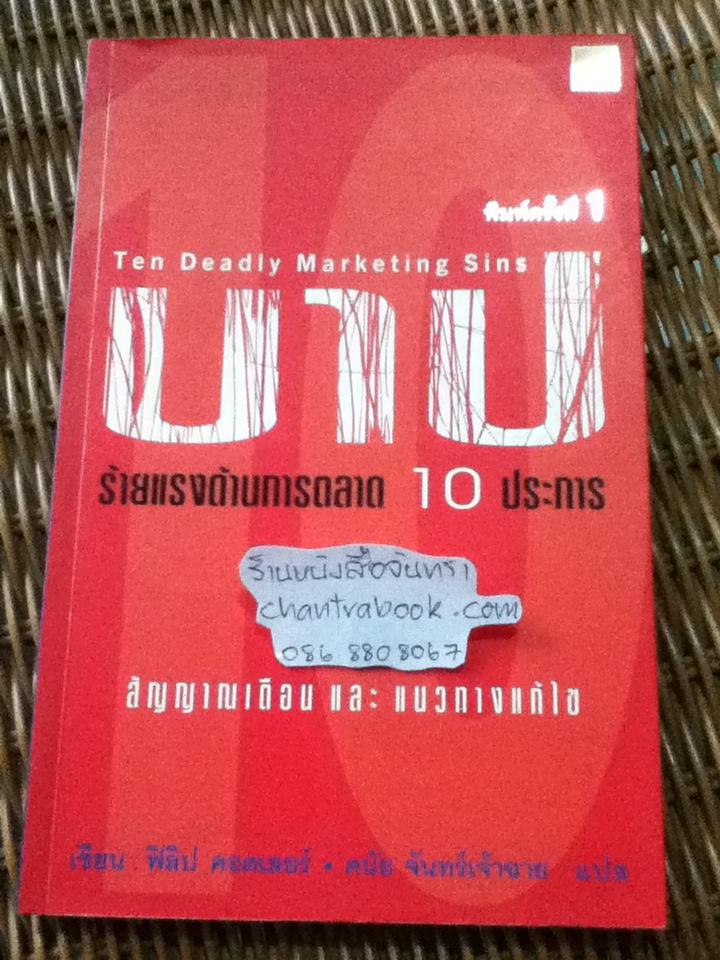 พิมพ์ครั้งที่ 1
Ten Deadly Marketing Sins
บาป
ร้ายแรงด้านการตลาด 10 ประการ
ร้านหนังสือจันทรา
chantrabook.com
086 8808067
สัญญาณเตือน และ แนวทางแก้ไข
เขียน ฟิลิป คอตเลอร์ • ดนัย จันทร์เจ้าฉาย แปล